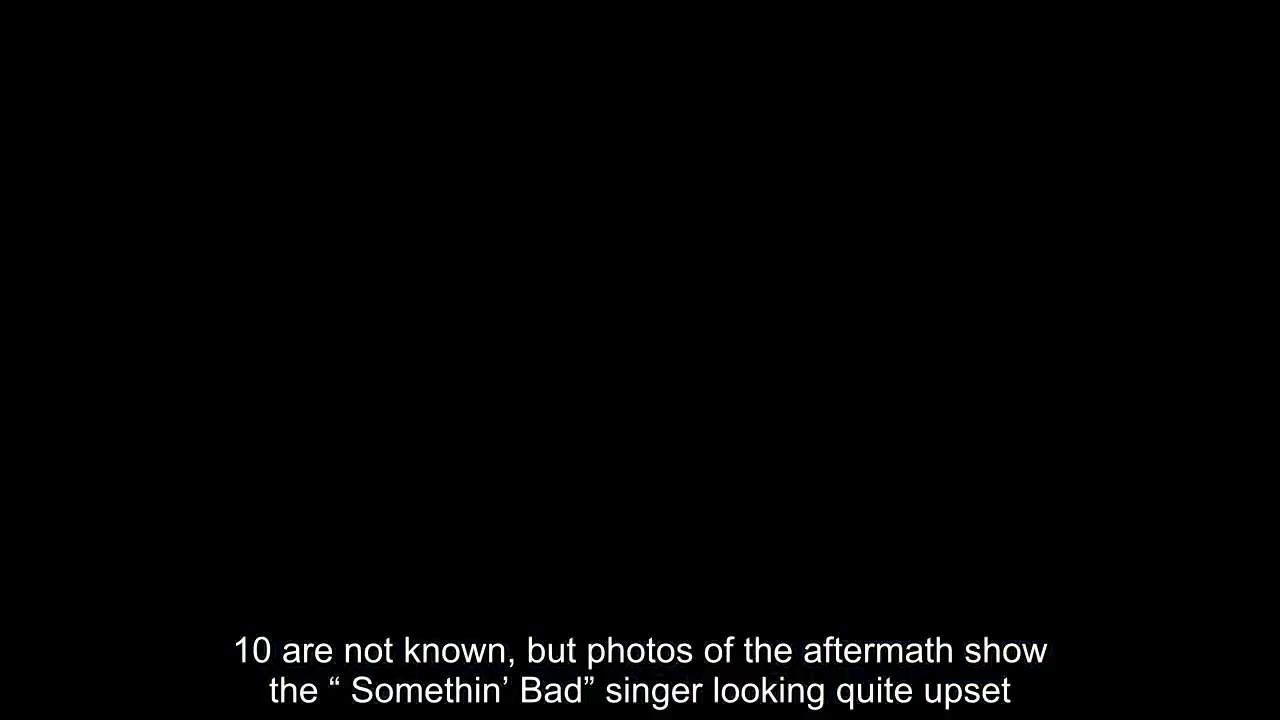 10 are not known, but photos of the aftermath show
the “ Somethin’ Bad” singer looking quite upset